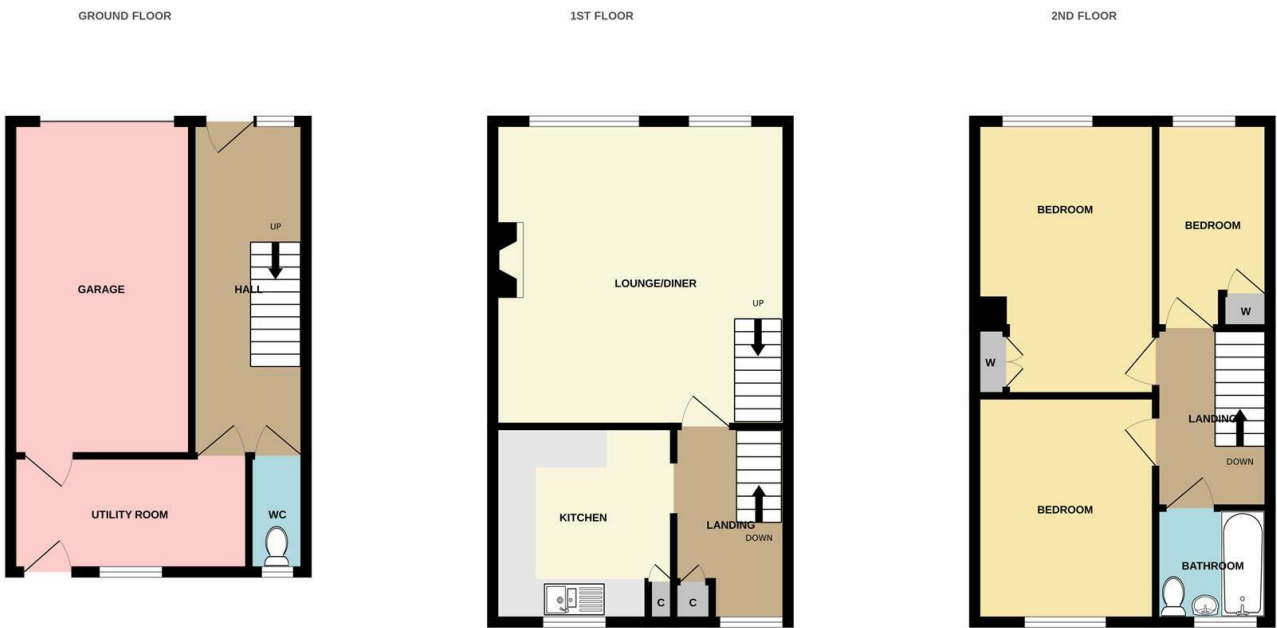 GROUND FLOOR
UP
GARAGE
HALL
UTILITY ROOM
WC
1ST FLOOR
LOUNGE/DINER
UP
KITCHEN
LANDING
DOWN
C
C
2ND FLOOR
BEDROOM
BEDROOM
W
W
LANDING
DOWN
BEDROOM
BATHROOM